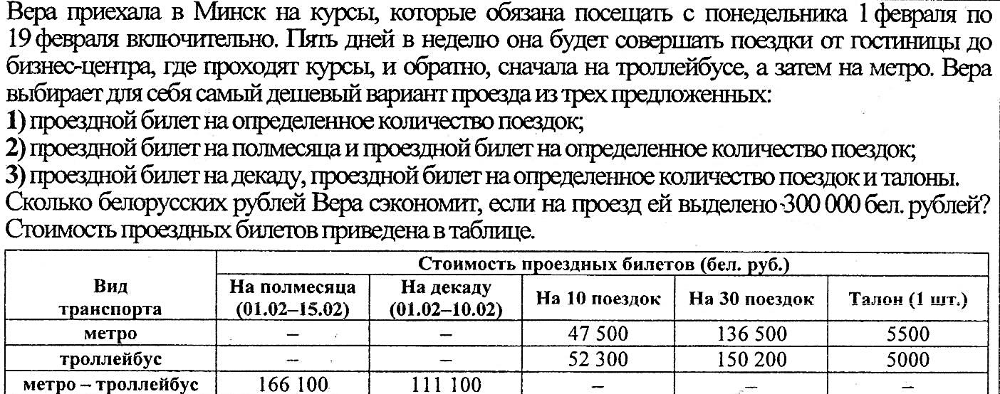 Вера приехала в Минск на курсы, которые обязана посещать с понедельника 1 февраля по
19 февраля включительно. Пять дней в неделю она будет совершать поездки от гостиницы до
бизнес-центра, где проходят курсы, и обратно, сначала на троллейбусе, а затем на метро. Вера
выбирает для себя самый дешевый вариант проезда из трех предложенных:
1) проездной билет на определенное количество поездок;
2) проездной билет на полмесяца и проездной билет на определенное количество поездок;
3) проездной билет на декаду, проездной билет на определенное количество поездок и талоны.
Сколько белорусских рублей Вера сэкономит, если на проезд ей выделено 300 000 бел. рублей?
Стоимость проездных билетов приведена в таблице.
Вид транспорта
Стоимость проездных билетов (бел. руб.)
На полмесяца (01.02–15.02)
На декаду (01.02–10.02)
На 10 поездок
На 30 поездок
Талон (1 шт.)
метро – – 47 500 136 500 5500
троллейбус – – 52 300 150 200 5000
метро – троллейбус 166 100 111 100 – – –